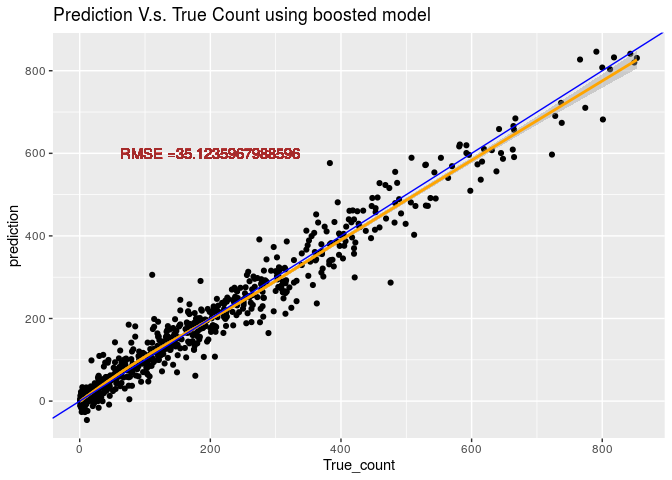 Prediction V.s. True Count using boosted model
800
600
400
200
0
prediction
RMSE =35.1235967988596
0 200 400 600 800
True_count